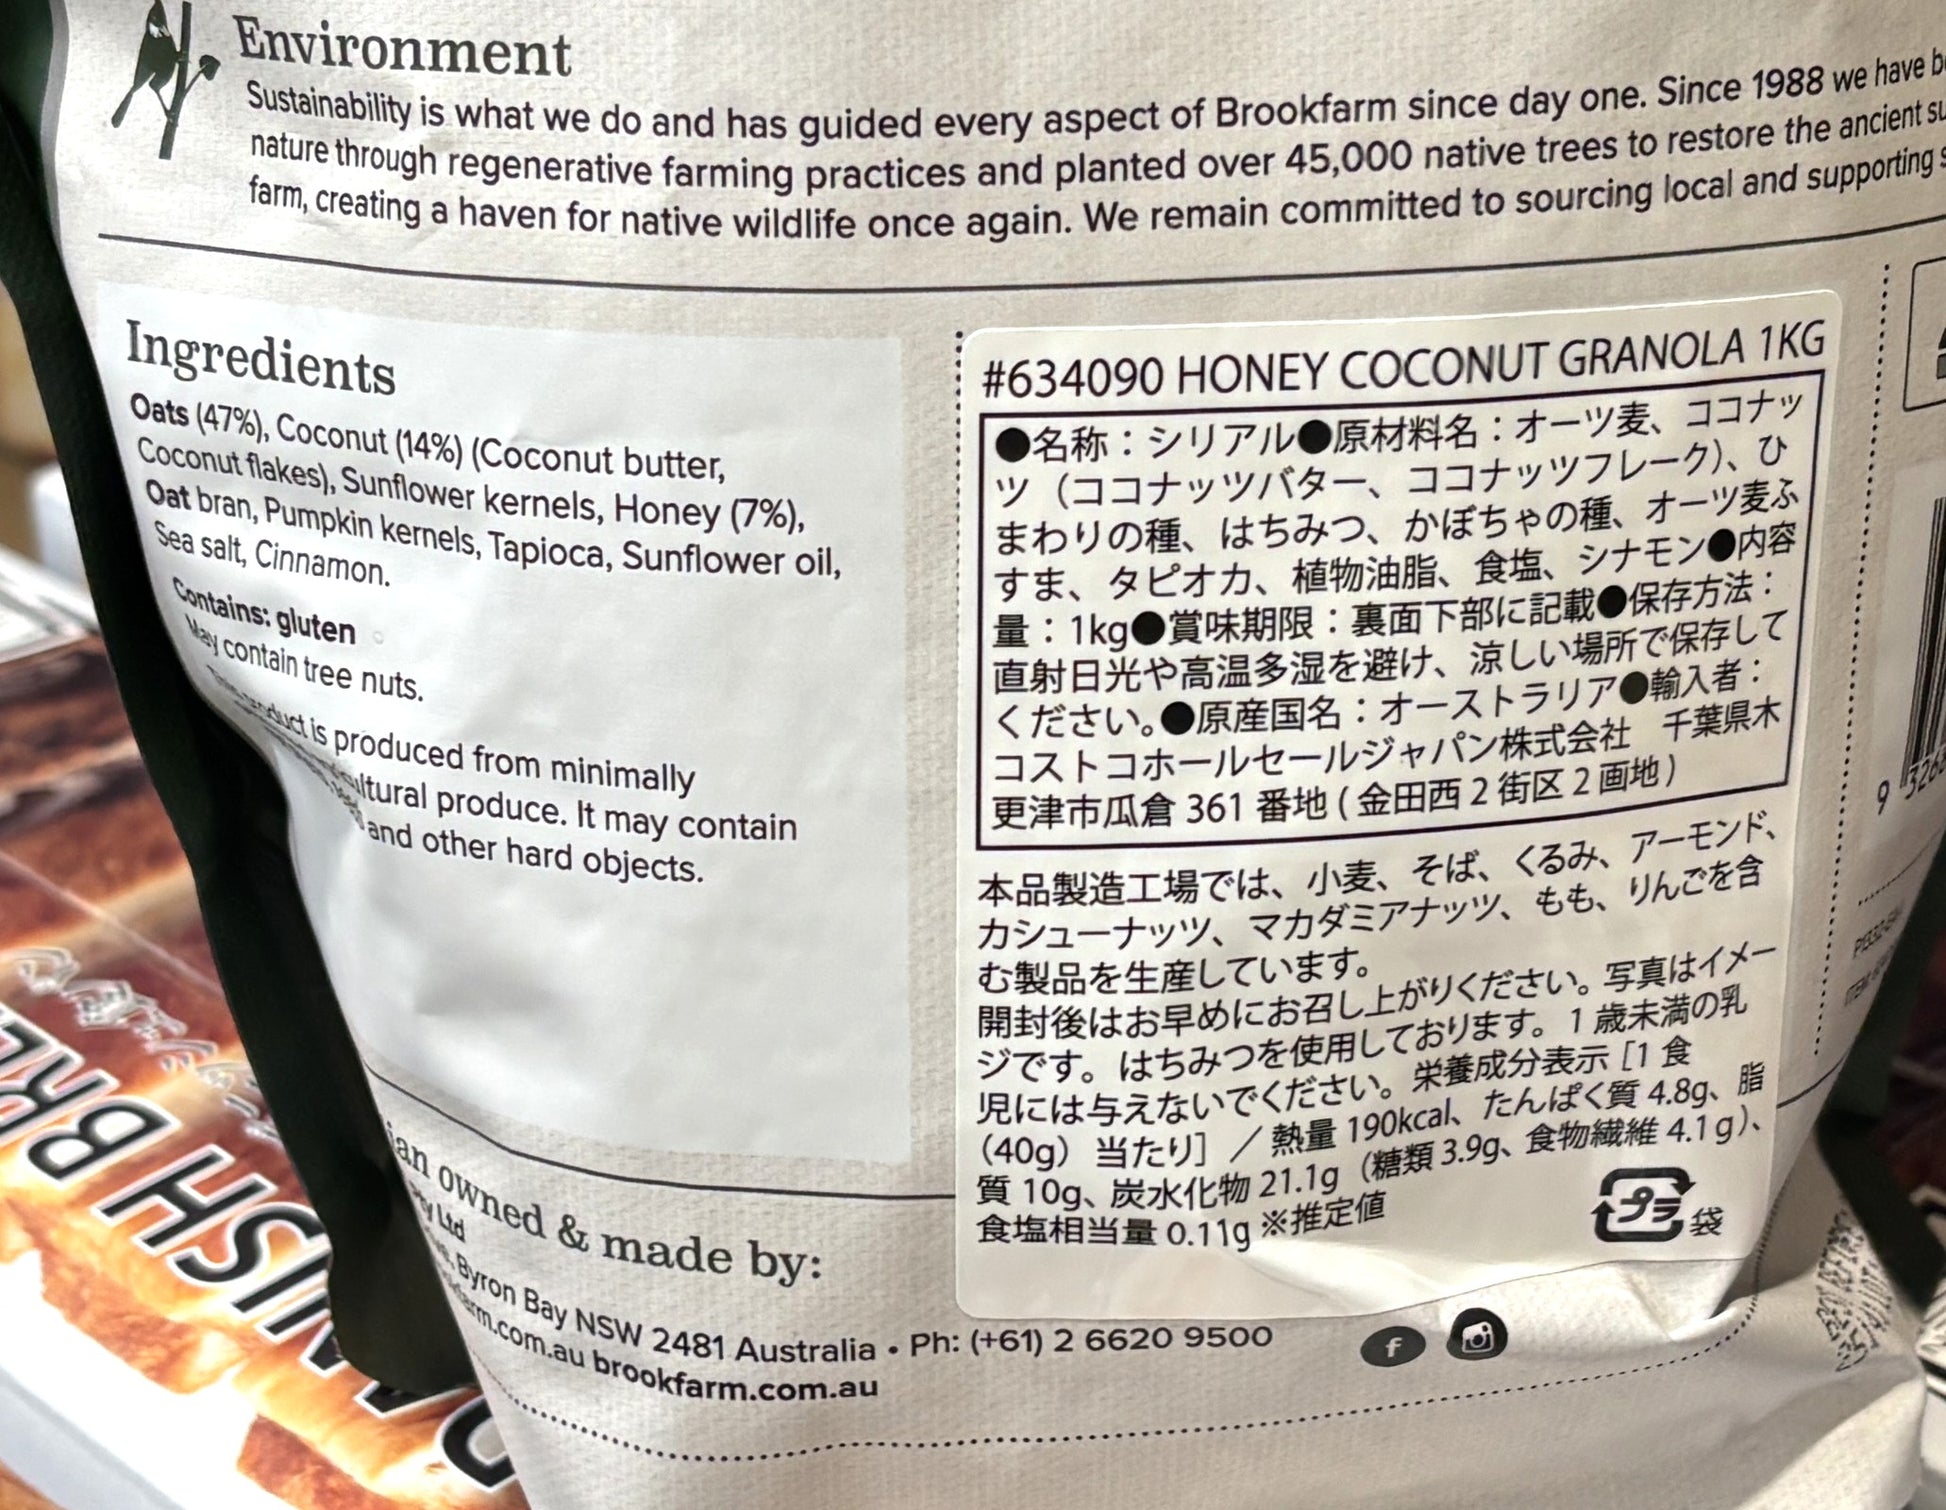 Environment
Sustainability is what we do and has guided every aspect of Brookfarm since day one. Since 1988 we have
nature through regenerative farming practices and planted over 45,000 native trees to restore the ancient
farm, creating a haven for native wildlife once again. We remain committed to sourcing local and supporting
Ingredients
Oats (47%), Coconut (14%) (Coconut butter,
Coconut flakes), Sunflower kernels, Honey (7%),
Oat bran, Pumpkin kernels, Tapioca, Sunflower oil,
Sea salt, Cinnamon.
Contains: gluten
May contain tree nuts.
product is produced from minimally
produce. It may contain
and other hard objects.
#634090 HONEY COCONUT GRANOLA 1KG
●名称：シリアル●原材料名：オーツ麦、ココナッ
ツ（ココナッツバター、ココナッツフレーク）、ひ
まわりの種、はちみつ、かぼちゃの種、オーツ麦ふ
すま、タピオカ、植物油脂、食塩、シナモン●内容
量：1kg●賞味期限：裏面下部に記載●保存方法：
直射日光や高温多湿を避け、涼しい場所で保存して
ください。●原産国名：オーストラリア●輸入者：
コストコホールセールジャパン株式会社 千葉県木
更津市瓜倉 361 番地 ( 金田西 2 街区 2 画地 )
本品製造工場では、小麦、そば、くるみ、アーモンド、
カシューナッツ、マカダミアナッツ、もも、りんごを含
む製品を生産しています。
開封後はお早めにお召し上がりください。写真はイメー
ジです。はちみつを使用しております。1 歳未満の乳
児には与えないでください。栄養成分表示［1 食
（40g）当たり］／熱量 190kcal、たんぱく質 4.8g、脂
質 10g、炭水化物 21.1g（糖類 3.9g、食物繊維 4.1g）、
食塩相当量 0.11g ※推定値
プラ
袋
owned & made by:
Pty Ltd
Byron Bay NSW 2481 Australia • Ph: (+61) 2 6620 9500
brookfarm.com.au
DANISH